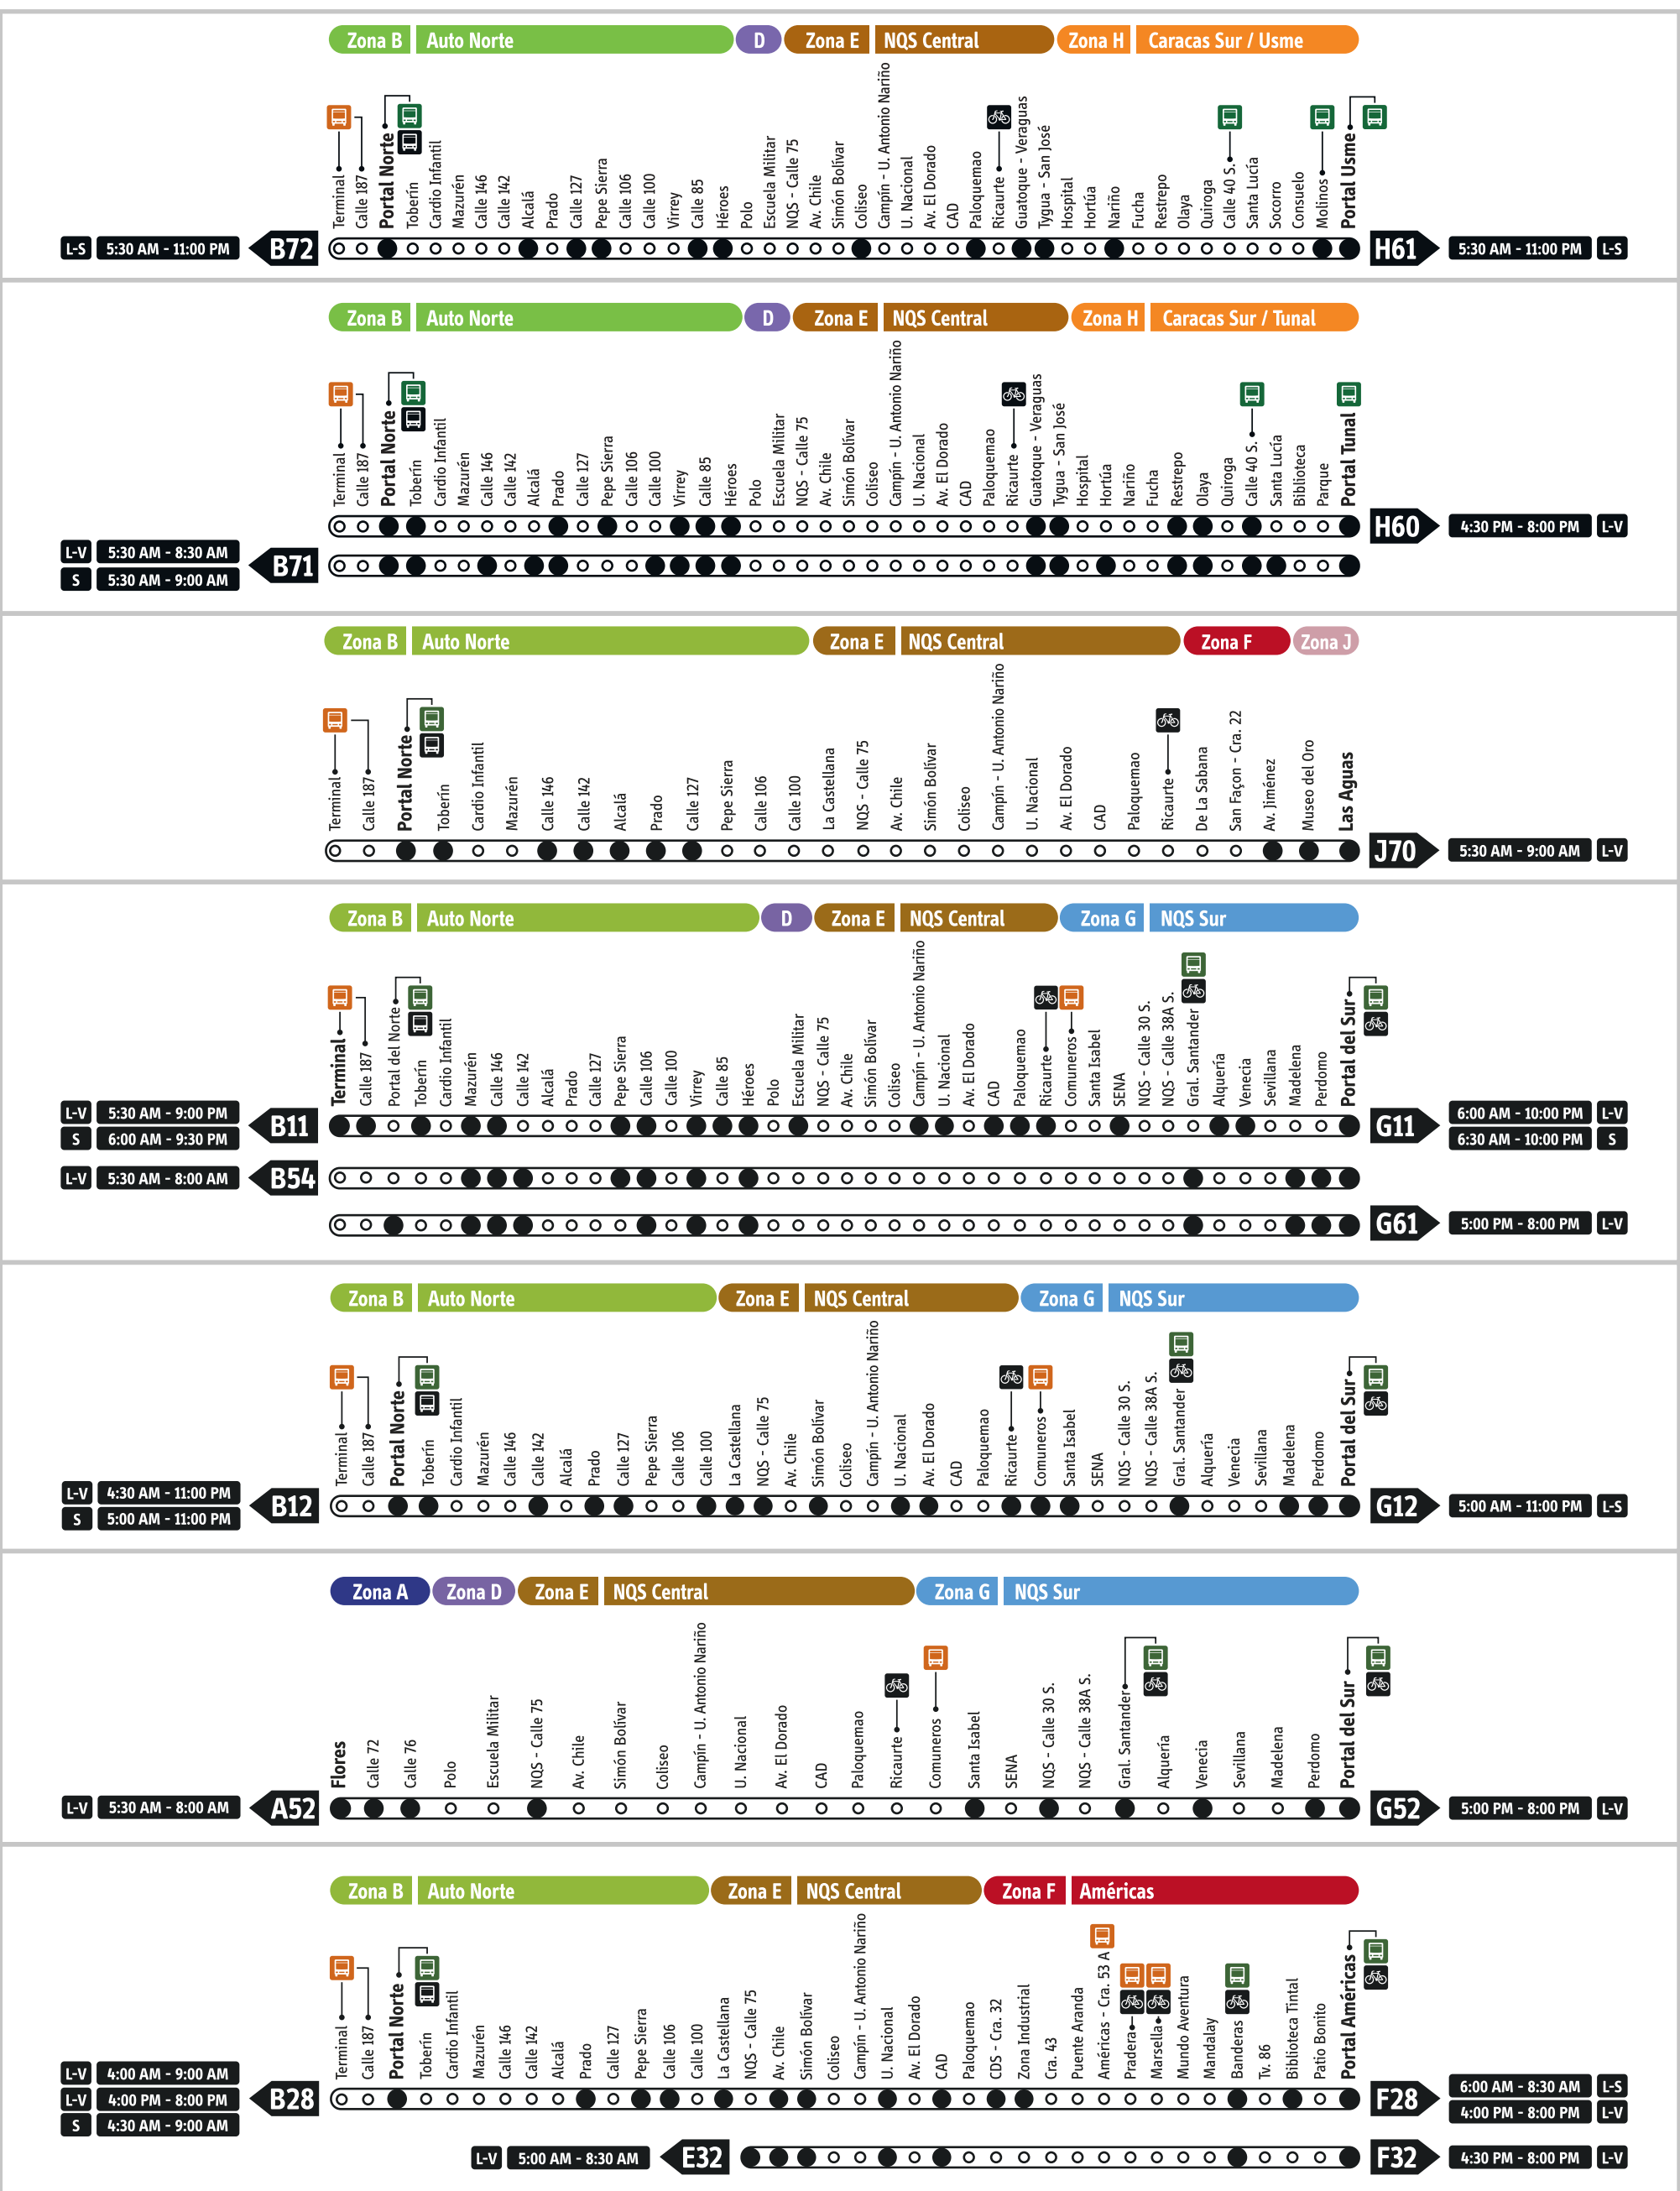 Zona B Auto Norte D Zona E NQS Central Zona H Caracas Sur / Usme
Terminal
Calle 187
Portal Norte
Toberín
Cardio Infantil
Mazurén
Calle 146
Calle 142
Alcalá
Prado
Calle 127
Pepe Sierra
Calle 106
Calle 100
Virrey
Calle 85
Héroes
Polo
Escuela Militar
NQS - Calle 75
Av. Chile
Simón Bolívar
Coliseo
Campín - U. Antonio Nariño
U. Nacional
Av. El Dorado
CAD
Paloquemao
Ricaurte
Guatoque - Veraguas
Tygua - San José
Hospital
Hortúa
Nariño
Fucha
Restrepo
Olaya
Quiroga
Calle 40 S.
Santa Lucía
Socorro
Consuelo
Molinos
Portal Usme
L-S 5:30 AM - 11:00 PM B72 H61 5:30 AM - 11:00 PM L-S
Zona B Auto Norte D Zona E NQS Central Zona H Caracas Sur / Tunal
Terminal
Calle 187
Portal Norte
Toberín
Cardio Infantil
Mazurén
Calle 146
Calle 142
Alcalá
Prado
Calle 127
Pepe Sierra
Calle 106
Calle 100
Virrey
Calle 85
Héroes
Polo
Escuela Militar
NQS - Calle 75
Av. Chile
Simón Bolívar
Coliseo
Campín - U. Antonio Nariño
U. Nacional
Av. El Dorado
CAD
Paloquemao
Ricaurte
Guatoque - Veraguas
Tygua - San José
Hospital
Hortúa
Nariño
Fucha
Restrepo
Olaya
Quiroga
Calle 40 S.
Santa Lucía
Biblioteca
Parque
Portal Tunal
H60 4:30 PM - 8:00 PM L-V
L-V 5:30 AM - 8:30 AM
S 5:30 AM - 9:00 AM
B71
Zona B Auto Norte Zona E NQS Central Zona F Zona J
Terminal
Calle 187
Portal Norte
Toberín
Cardio Infantil
Mazurén
Calle 146
Calle 142
Alcalá
Prado
Calle 127
Pepe Sierra
Calle 106
Calle 100
La Castellana
NQS - Calle 75
Av. Chile
Simón Bolívar
Coliseo
Campín - U. Antonio Nariño
U. Nacional
Av. El Dorado
CAD
Paloquemao
Ricaurte
De La Sabana
San Façon - Cra. 22
Av. Jiménez
Museo del Oro
Las Aguas
J70 5:30 AM - 9:00 AM L-V
Zona B Auto Norte D Zona E NQS Central Zona G NQS Sur
Terminal
Calle 187
Portal del Norte
Toberín
Cardio Infantil
Mazurén
Calle 146
Calle 142
Alcalá
Prado
Calle 127
Pepe Sierra
Calle 106
Calle 100
Virrey
Calle 85
Héroes
Polo
Escuela Militar
NQS - Calle 75
Av. Chile
Simón Bolívar
Coliseo
Campín - U. Antonio Nariño
U. Nacional
Av. El Dorado
CAD
Paloquemao
Ricaurte
Comuneros
Santa Isabel
SENA
NQS - Calle 30 S.
NQS - Calle 38A S.
Gral. Santander
Alquería
Venecia
Sevillana
Madelena
Perdomo
Portal del Sur
L-V 5:30 AM - 9:00 PM
S 6:00 AM - 9:30 PM
B11
G11
6:00 AM - 10:00 PM L-V
6:30 AM - 10:00 PM S
L-V 5:30 AM - 8:00 AM B54
G61 5:00 PM - 8:00 PM L-V
Zona B Auto Norte Zona E NQS Central Zona G NQS Sur
Terminal
Calle 187
Portal Norte
Toberín
Cardio Infantil
Mazurén
Calle 146
Calle 142
Alcalá
Prado
Calle 127
Pepe Sierra
Calle 106
Calle 100
La Castellana
NQS - Calle 75
Av. Chile
Simón Bolívar
Coliseo
Campín - U. Antonio Nariño
U. Nacional
Av. El Dorado
CAD
Paloquemao
Ricaurte
Comuneros
Santa Isabel
SENA
NQS - Calle 30 S.
NQS - Calle 38A S.
Gral. Santander
Alquería
Venecia
Sevillana
Madelena
Perdomo
Portal del Sur
L-V 4:30 AM - 11:00 PM
S 5:00 AM - 11:00 PM
B12
G12 5:00 AM - 11:00 PM L-S
Zona A Zona D Zona E NQS Central Zona G NQS Sur
Flores
Calle 72
Calle 76
Polo
Escuela Militar
NQS - Calle 75
Av. Chile
Simón Bolívar
Coliseo
Campín - U. Antonio Nariño
U. Nacional
Av. El Dorado
CAD
Paloquemao
Ricaurte
Comuneros
Santa Isabel
SENA
NQS - Calle 30 S.
NQS - Calle 38A S.
Gral. Santander
Alquería
Venecia
Sevillana
Madelena
Perdomo
Portal del Sur
L-V 5:30 AM - 8:00 AM A52 G52 5:00 PM - 8:00 PM L-V
Zona B Auto Norte Zona E NQS Central Zona F Américas
Terminal
Calle 187
Portal Norte
Toberín
Cardio Infantil
Mazurén
Calle 146
Calle 142
Alcalá
Prado
Calle 127
Pepe Sierra
Calle 106
Calle 100
La Castellana
NQS - Calle 75
Av. Chile
Simón Bolívar
Coliseo
Campín - U. Antonio Nariño
U. Nacional
Av. El Dorado
CAD
Paloquemao
CDS - Cra. 32
Zona Industrial
Cra. 43
Puente Aranda
Américas - Cra. 53 A
Pradera
Marsella
Mundo Aventura
Mandalay
Banderas
Tv. 86
Biblioteca Tintal
Patio Bonito
Portal Américas
L-V 4:00 AM - 9:00 AM
L-V 4:00 PM - 8:00 PM
S 4:30 AM - 9:00 AM
B28
F28
6:00 AM - 8:30 AM L-S
4:00 PM - 8:00 PM L-V
L-V 5:00 AM - 8:30 AM E32 F32 4:30 PM - 8:00 PM L-V